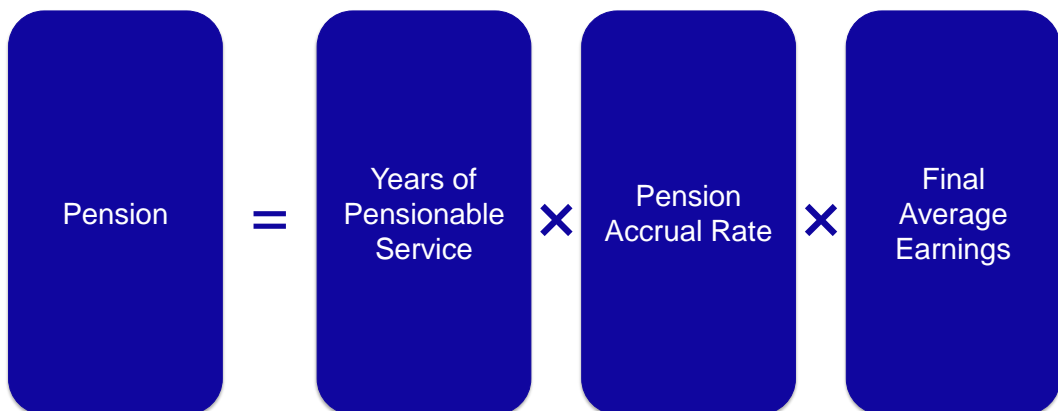 Pension
=
Years of
Pensionable
Service
×
Pension
Accrual Rate
×
Final
Average
Earnings